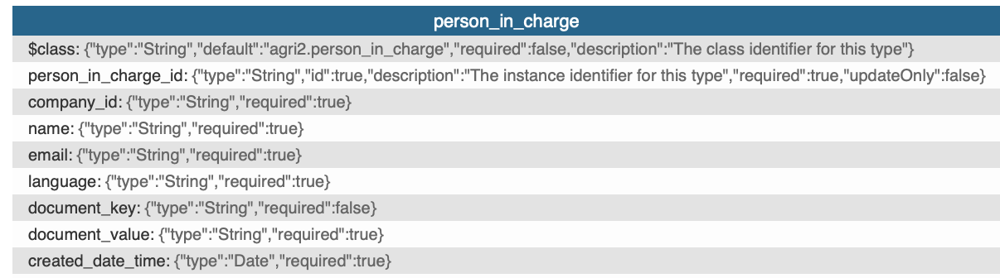 person_in_charge
$class: {"type":"String","default":"agri2.person_in_charge","required":false,"description":"The class identifier for this type"}
person_in_charge_id: {"type":"String","id":true,"description":"The instance identifier for this type","required":true,"updateOnly":false}
company_id: {"type":"String","required":true}
name: {"type":"String","required":true}
email: {"type":"String","required":true}
language: {"type":"String","required":true}
document_key: {"type":"String","required":false}
document_value: {"type":"String","required":true}
created_date_time: {"type":"Date","required":true}